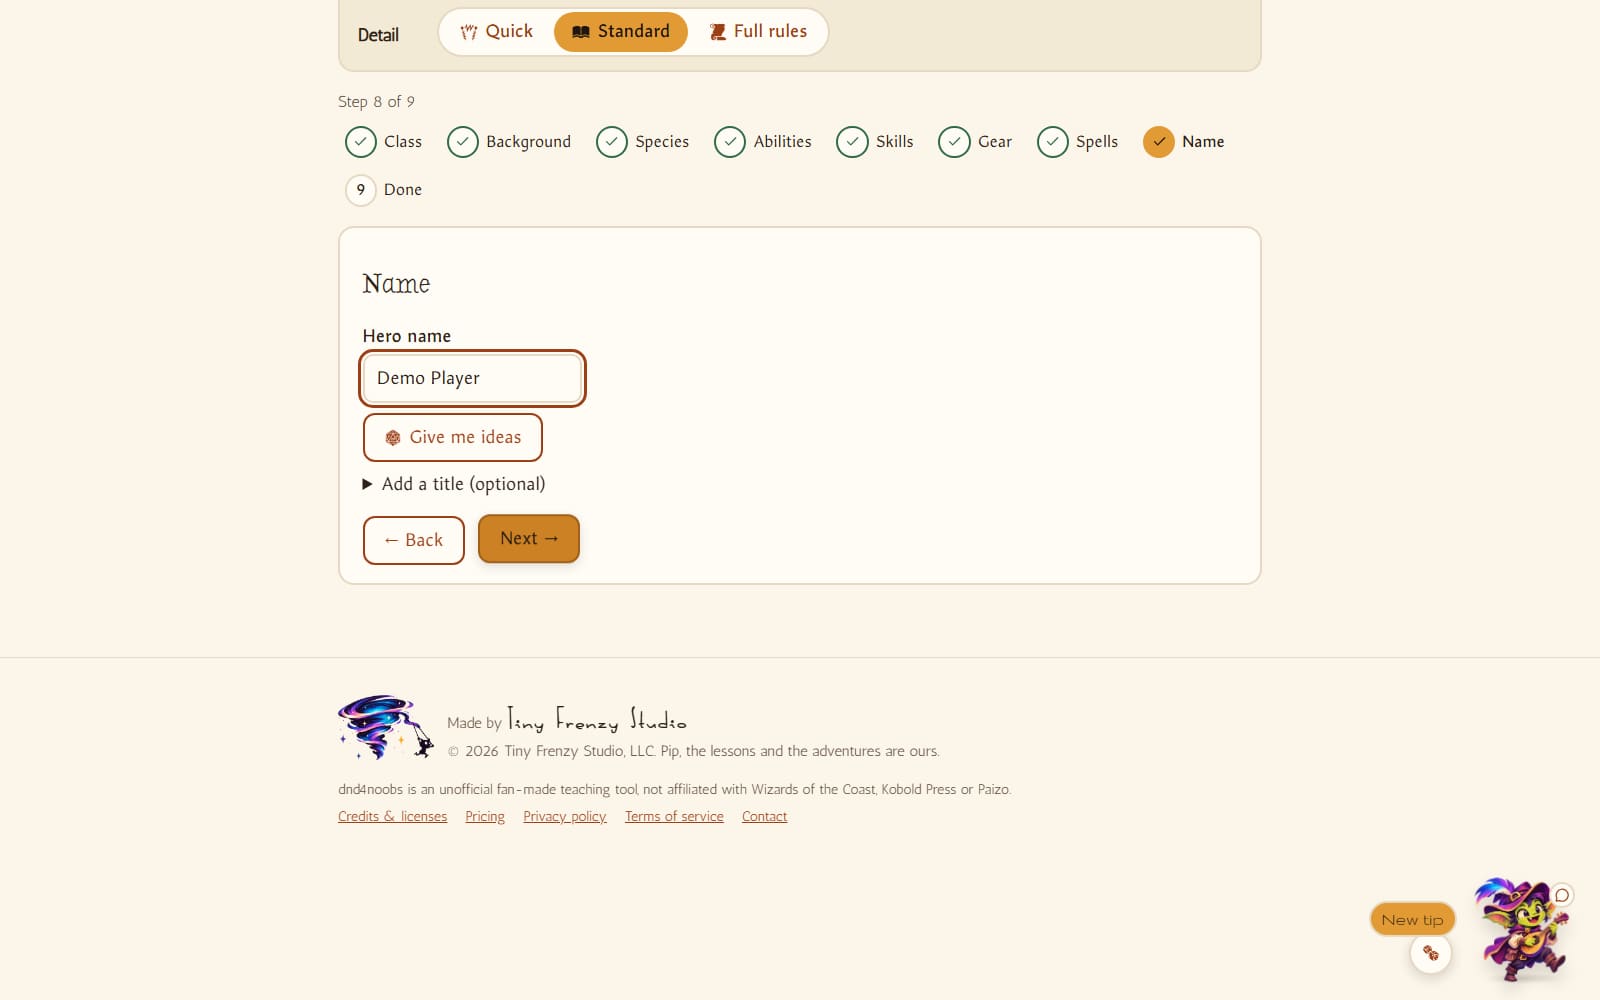 Detail Quick Standard Full rules
Step 8 of 9
Class Background Species Abilities Skills Gear Spells Name
9 Done
Name
Hero name
Demo Player
Give me ideas
Add a title (optional)
← Back Next →
Made by Tiny Frenzy Studio
© 2026 Tiny Frenzy Studio, LLC. Pip, the lessons and the adventures are ours.
dnd4noobs is an unofficial fan-made teaching tool, not affiliated with Wizards of the Coast, Kobold Press or Paizo.
Credits & licenses Pricing Privacy policy Terms of service Contact
New tip